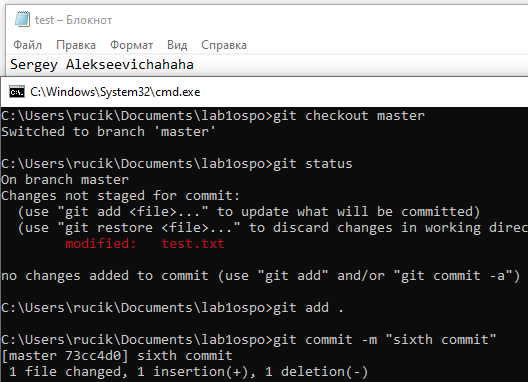 test – Блокнот
Файл Правка Формат Вид Справка
Sergey Alekseevichahaha
C:\Windows\System32\cmd.exe
C:\Users\rucik\Documents\lab1ospo>git checkout master
Switched to branch 'master'
C:\Users\rucik\Documents\lab1ospo>git status
On branch master
Changes not staged for commit:
(use "git add <file>..." to update what will be committed)
(use "git restore <file>..." to discard changes in working direc
modified: test.txt
no changes added to commit (use "git add" and/or "git commit -a")
C:\Users\rucik\Documents\lab1ospo>git add .
C:\Users\rucik\Documents\lab1ospo>git commit -m "sixth commit"
[master 73cc4d0] sixth commit
1 file changed, 1 insertion(+), 1 deletion(-)